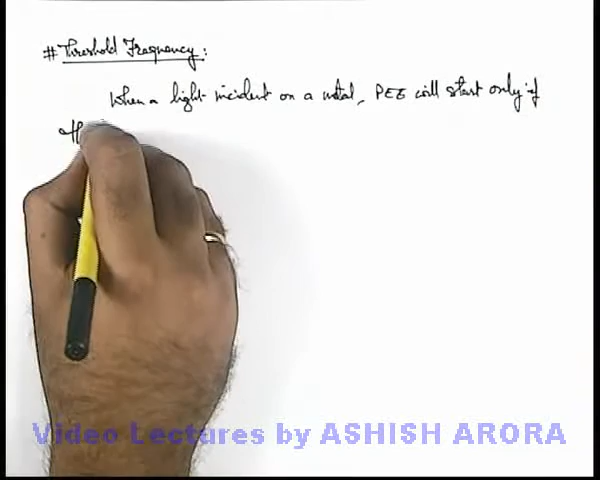 # Threshold Frequency :
When a light incident on a metal, PEE will start only if
Video Lectures by ASHISH ARORA